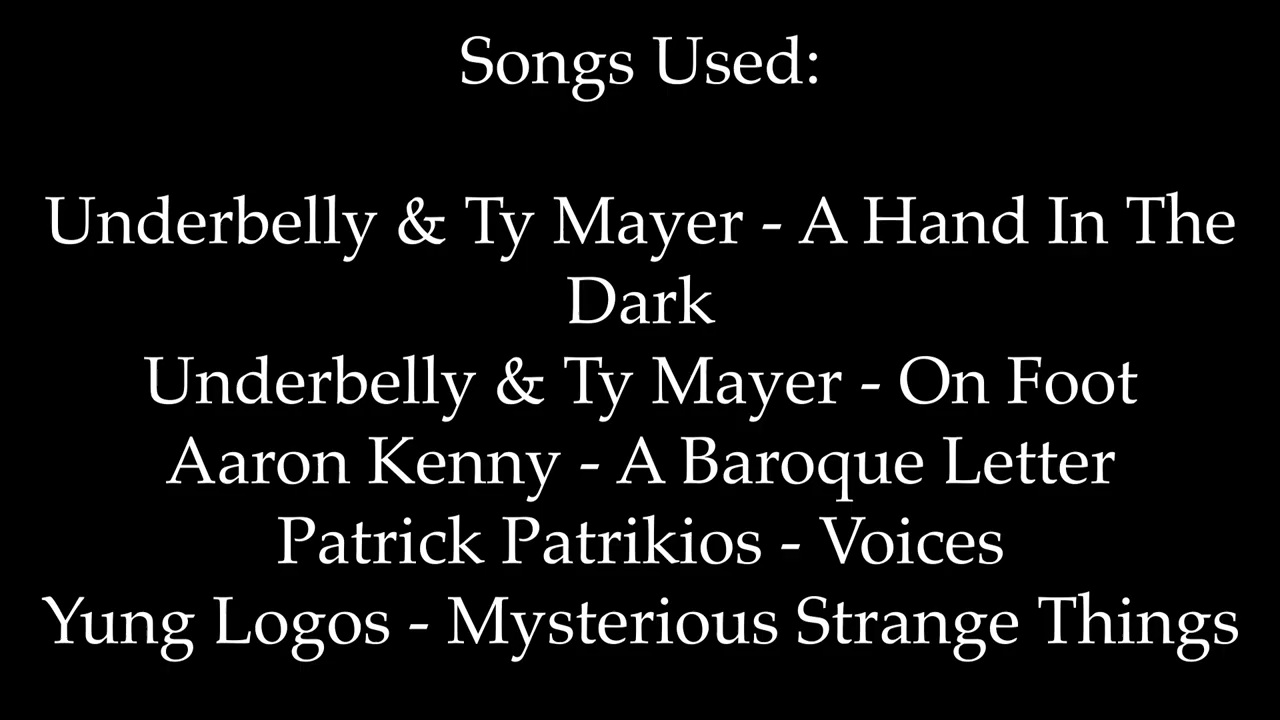 Songs Used:
Underbelly & Ty Mayer - A Hand In The
Dark
Underbelly & Ty Mayer - On Foot
Aaron Kenny - A Baroque Letter
Patrick Patrikios - Voices
Yung Logos - Mysterious Strange Things